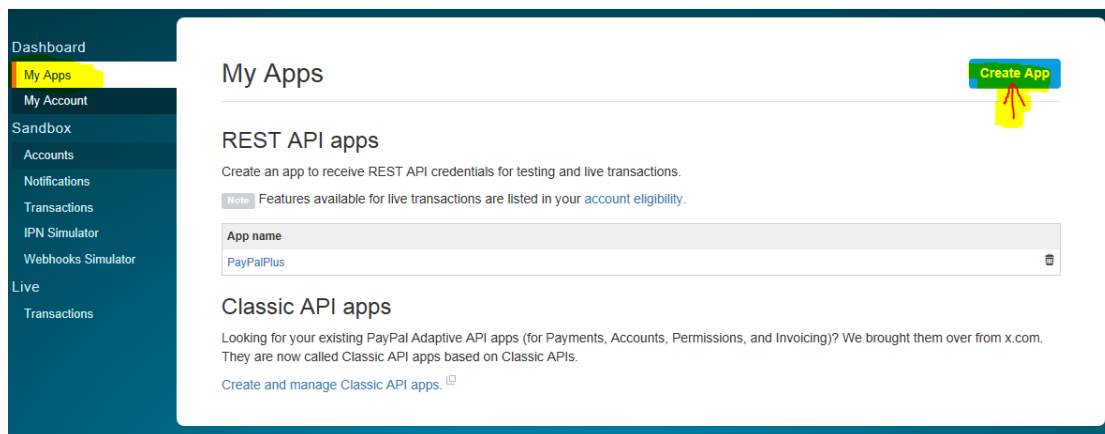 Dashboard
My Apps
My Account
Sandbox
Accounts
Notifications
Transactions
IPN Simulator
Webhooks Simulator
Live
Transactions
My Apps
Create App
REST API apps
Create an app to receive REST API credentials for testing and live transactions.
Note Features available for live transactions are listed in your account eligibility.
App name
PayPalPlus
Classic API apps
Looking for your existing PayPal Adaptive API apps (for Payments, Accounts, Permissions, and Invoicing)? We brought them over from x.com.
They are now called Classic API apps based on Classic APIs.
Create and manage Classic API apps.